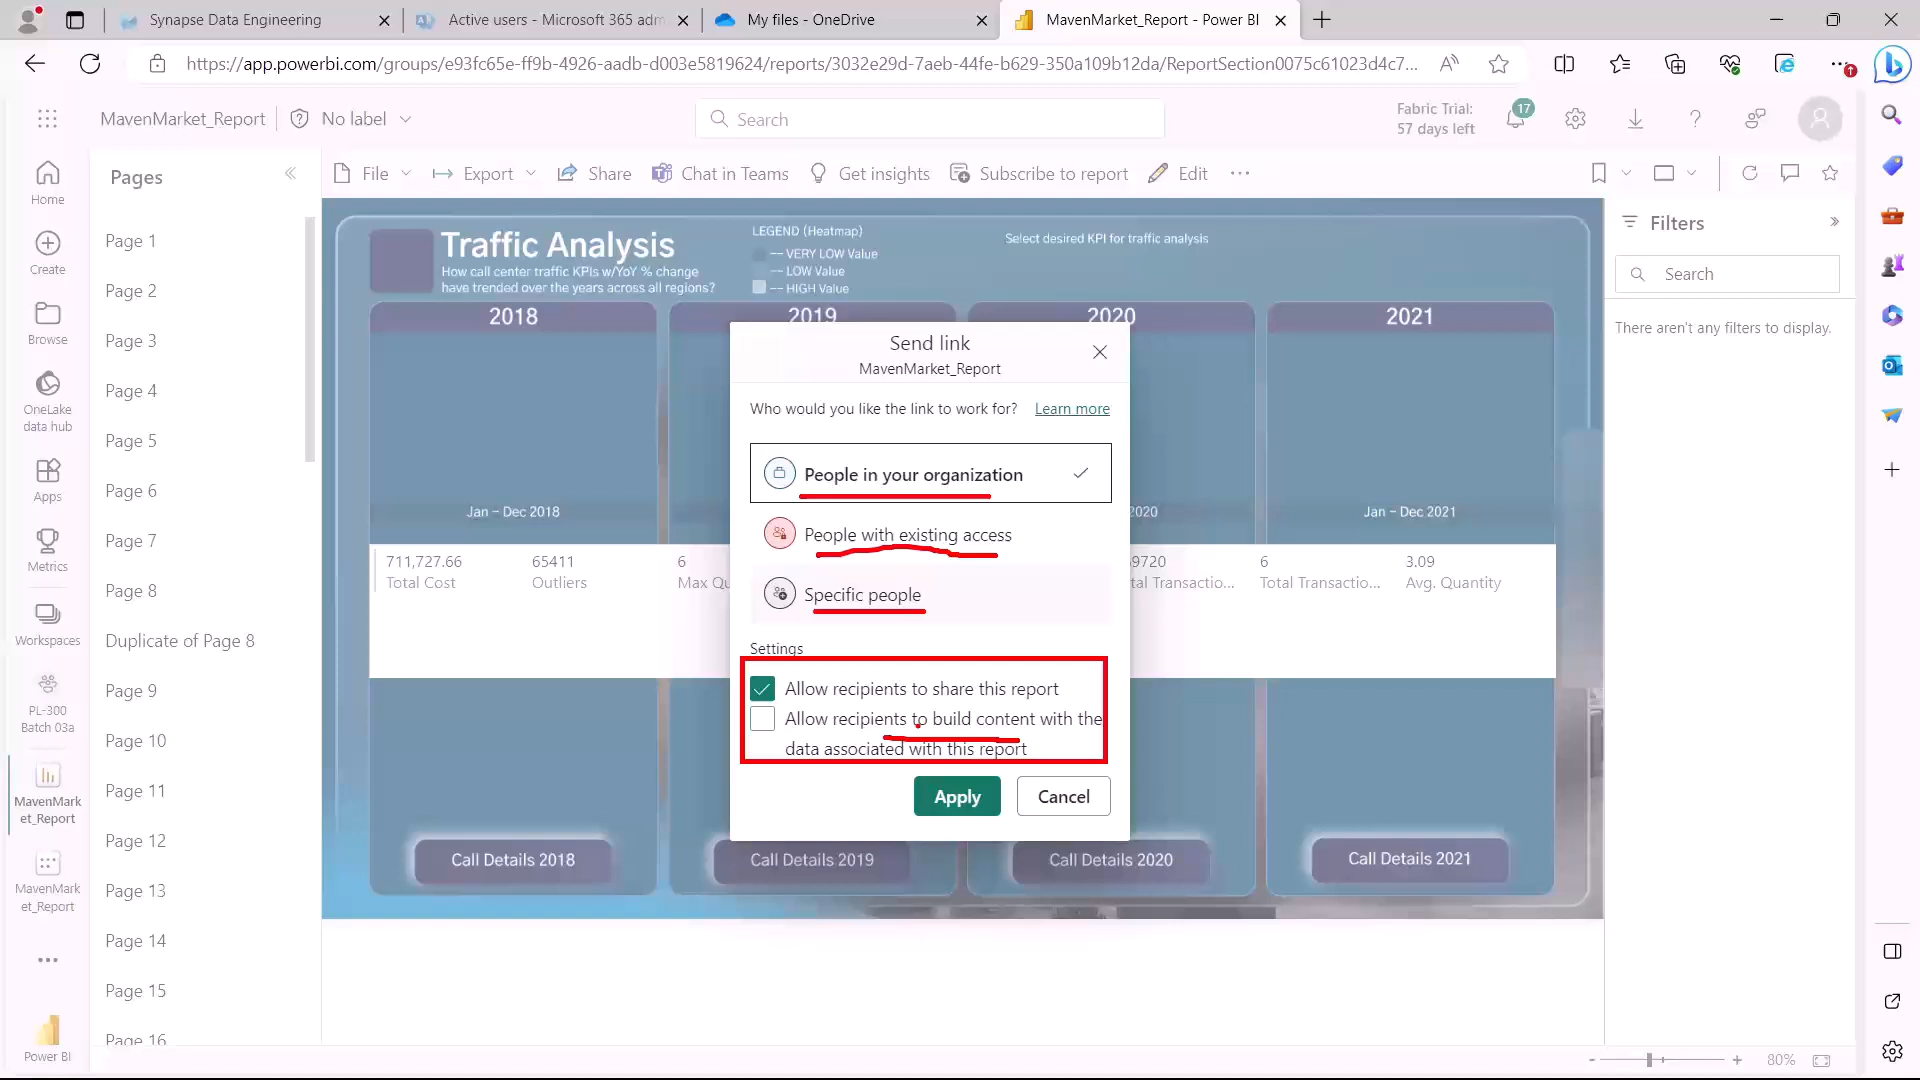 Synapse Data Engineering
Active users - Microsoft 365 adm
My files - OneDrive
MavenMarket_Report - Power BI
https://app.powerbi.com/groups/e93fc65e-ff9b-4926-aadb-d003e5819624/reports/3032e29d-7aeb-44fe-b629-350a109b12da/ReportSection0075c61023d4c7...
MavenMarket_Report
No label
Search
Fabric Trial:
57 days left
17
Home
Create
Browse
OneLake
data hub
Apps
Metrics
Workspaces
PL-300
Batch 03a
MavenMark
et_Report
MavenMark
et_Report
Power BI
Pages
Page 1
Page 2
Page 3
Page 4
Page 5
Page 6
Page 7
Page 8
Duplicate of Page 8
Page 9
Page 10
Page 11
Page 12
Page 13
Page 14
Page 15
Page 16
File
Export
Share
Chat in Teams
Get insights
Subscribe to report
Edit
Traffic Analysis
How call center traffic KPIs w/YoY % change
have trended over the years across all regions?
LEGEND (Heatmap)
-- VERY LOW Value
-- LOW Value
-- HIGH Value
Select desired KPI for traffic analysis
2018
2019
2020
2021
Jan - Dec 2018
2020
Jan - Dec 2021
711,727.66
Total Cost
65411
Outliers
6
Max Qu
9720
tal Transactio...
6
Total Transactio...
3.09
Avg. Quantity
Call Details 2018
Call Details 2019
Call Details 2020
Call Details 2021
Send link
MavenMarket_Report
Who would you like the link to work for? Learn more
People in your organization
People with existing access
Specific people
Settings
Allow recipients to share this report
Allow recipients to build content with the
data associated with this report
Apply
Cancel
Filters
Search
There aren't any filters to display.
80%